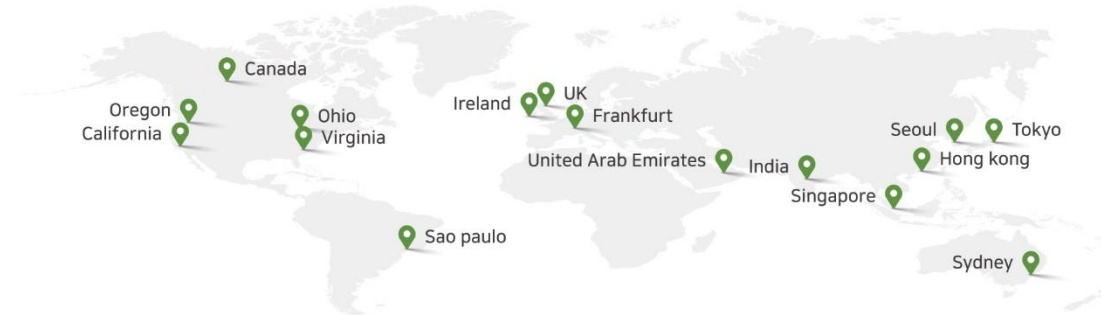 Canada
Oregon
California
Ohio
Virginia
Sao paulo
Ireland
UK
Frankfurt
United Arab Emirates
India
Singapore
Seoul
Tokyo
Hong kong
Sydney